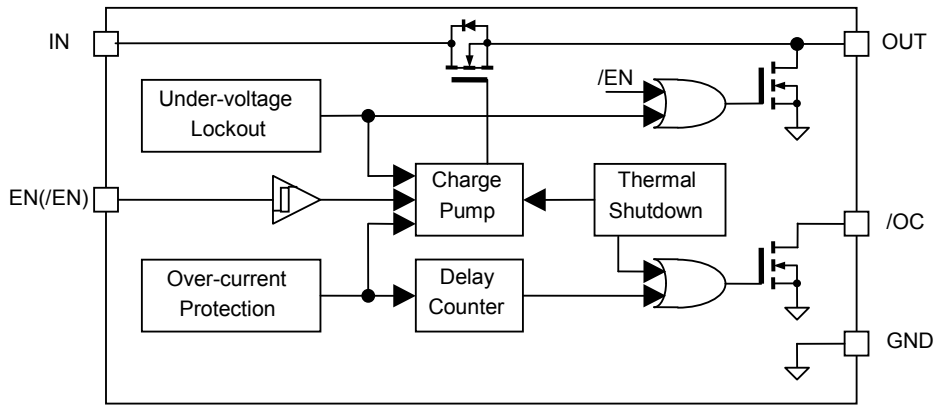 IN
OUT
/EN
Under-voltage
Lockout
EN(/EN)
Charge
Pump
Thermal
Shutdown
/OC
Over-current
Protection
Delay
Counter
GND